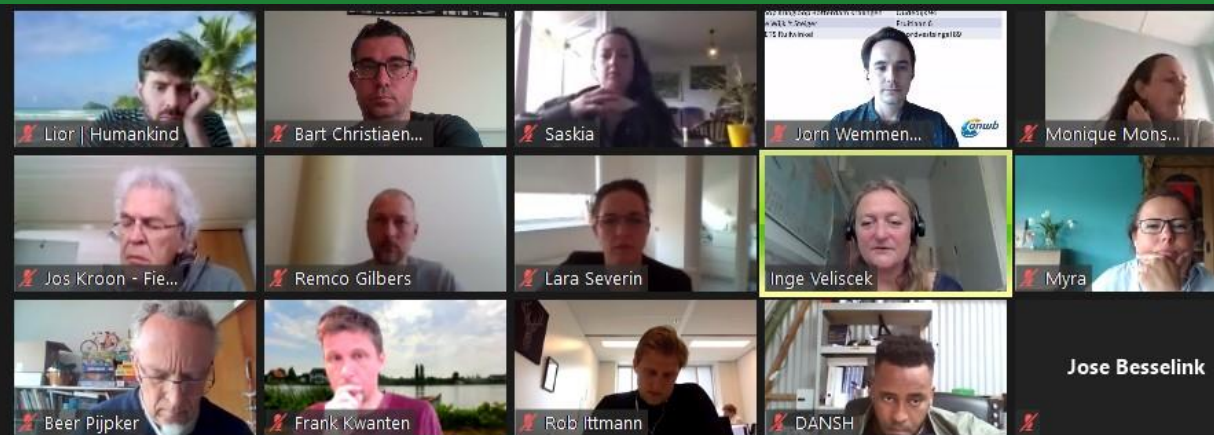 Lior | Humankind
Bart Christiaen...
Saskia
Jorn Wemmen...
Monique Mons...
anwb
Jos Kroon - Fie...
Remco Gilbers
Lara Severin
Inge Veliscek
Myra
Beer Pijpker
Frank Kwanten
Rob Ittmann
DANSH
Jose Besselink